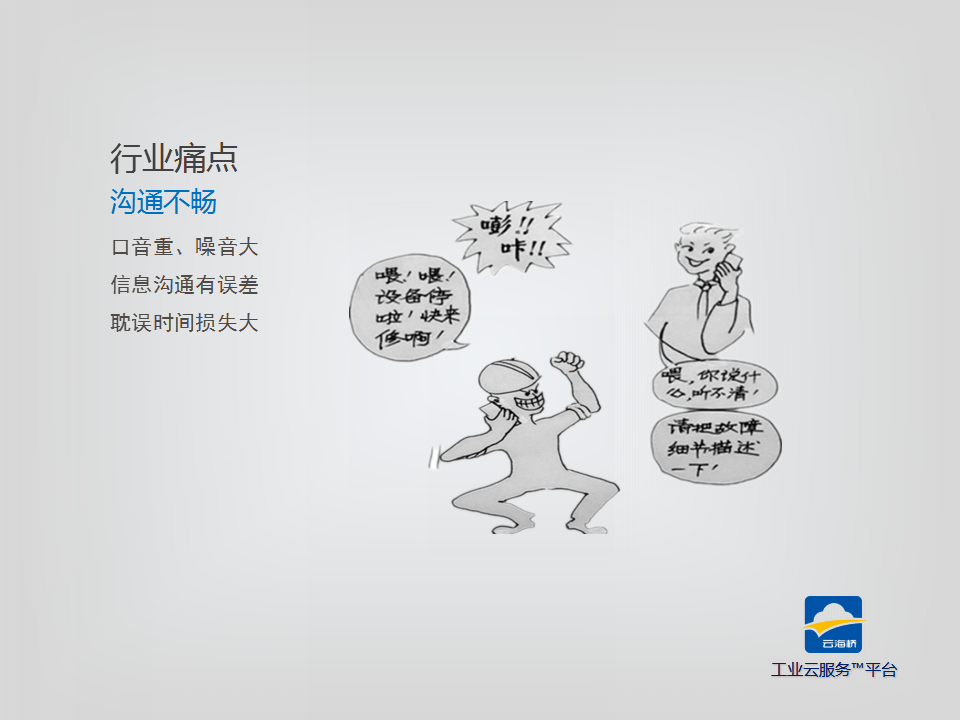 行业痛点
沟通不畅
口音重、噪音大
信息沟通有误差
耽误时间损失大
嘭!!
咔!!
喂!喂!
设备停
啦!快来
修啊!
喂,你说什
么,听不清!
请把故障
细节描述
一下!
云海桥
工业云服务™平台